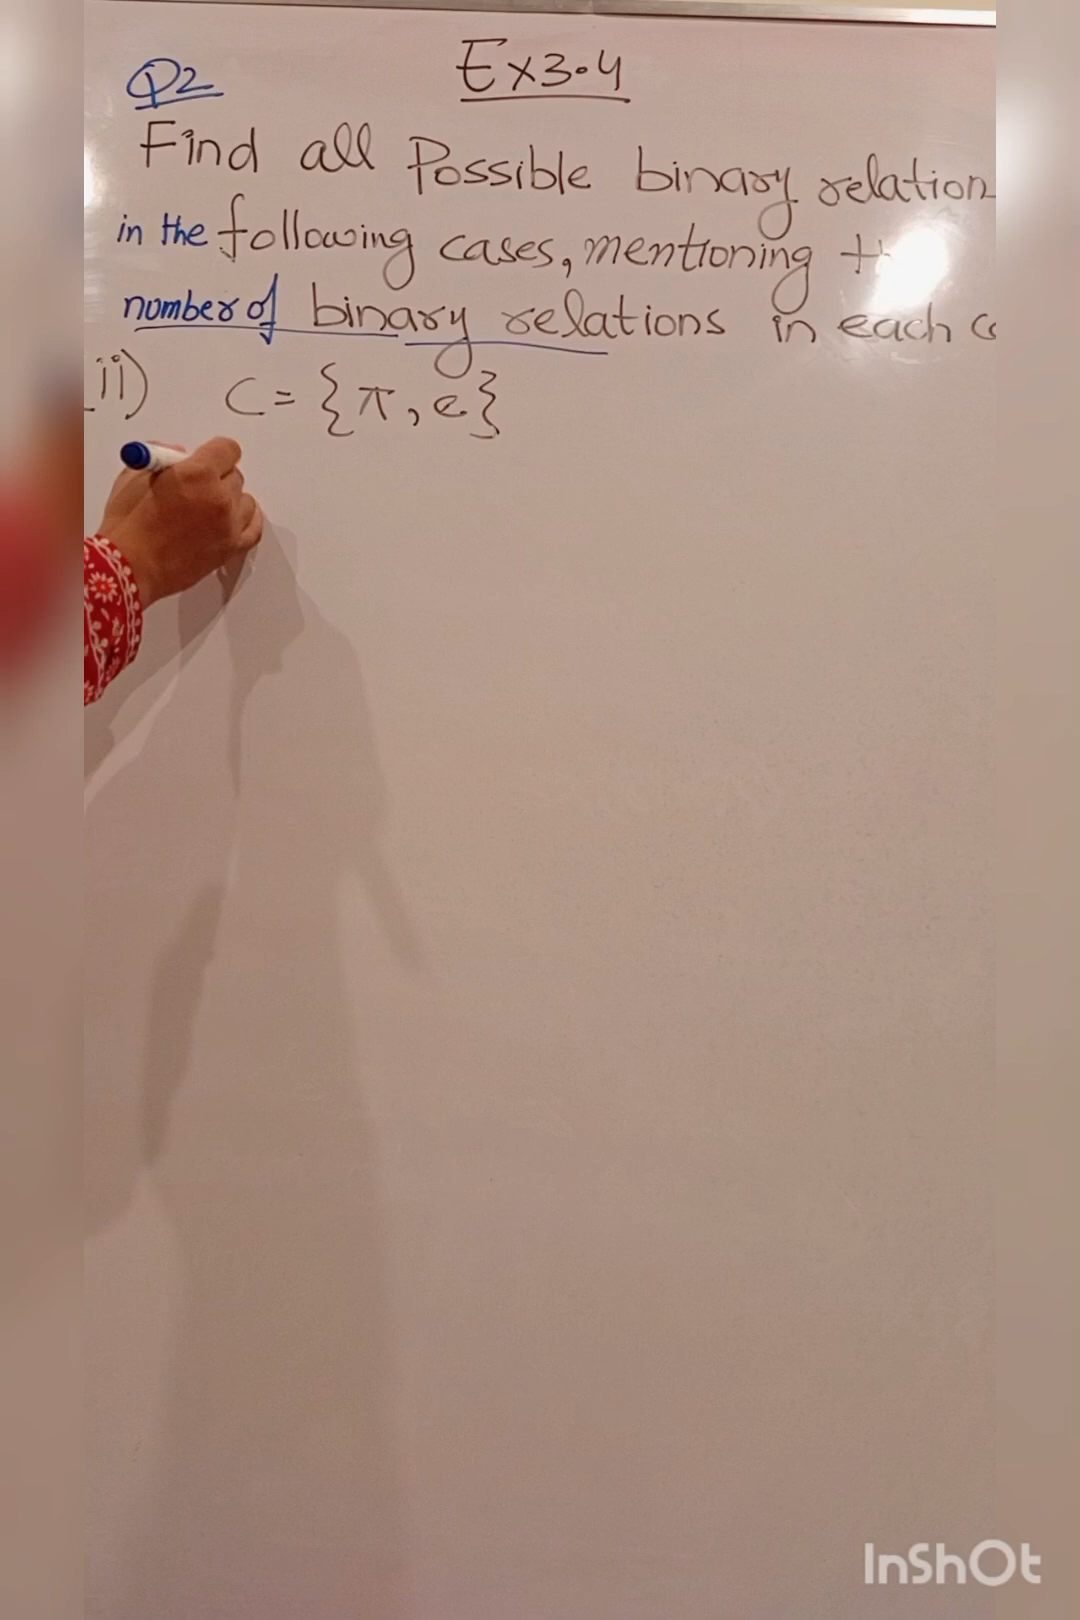 Q2 Ex3.4
Find all Possible binary relation
in the following cases, mentioning
number of binary relations in each
ii) C = {π, e}
InShOt